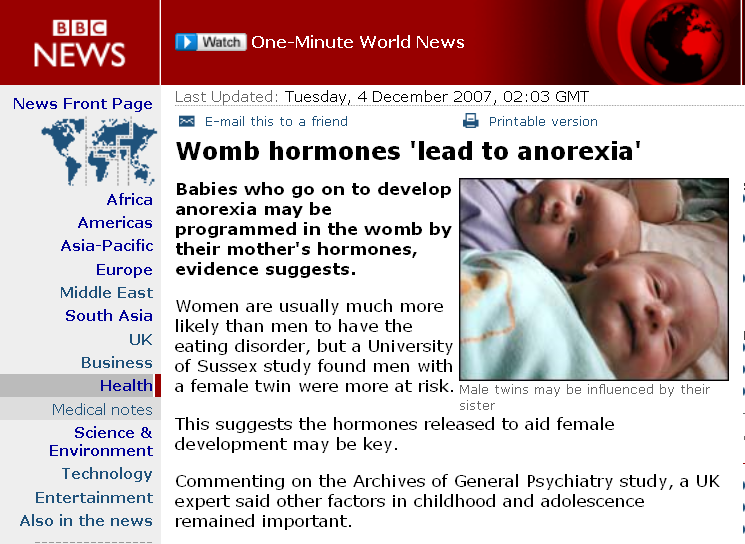 BBC
NEWS
Watch One-Minute World News
News Front Page
Africa
Americas
Asia-Pacific
Europe
Middle East
South Asia
UK
Business
Health
Medical notes
Science &
Environment
Technology
Entertainment
Also in the news
Last Updated: Tuesday, 4 December 2007, 02:03 GMT
E-mail this to a friend
Printable version
Womb hormones 'lead to anorexia'
Babies who go on to develop
anorexia may be
programmed in the womb by
their mother's hormones,
evidence suggests.
Women are usually much more
likely than men to have the
eating disorder, but a University
of Sussex study found men with
a female twin were more at risk.
Male twins may be influenced by their
sister
This suggests the hormones released to aid female
development may be key.
Commenting on the Archives of General Psychiatry study, a UK
expert said other factors in childhood and adolescence
remained important.